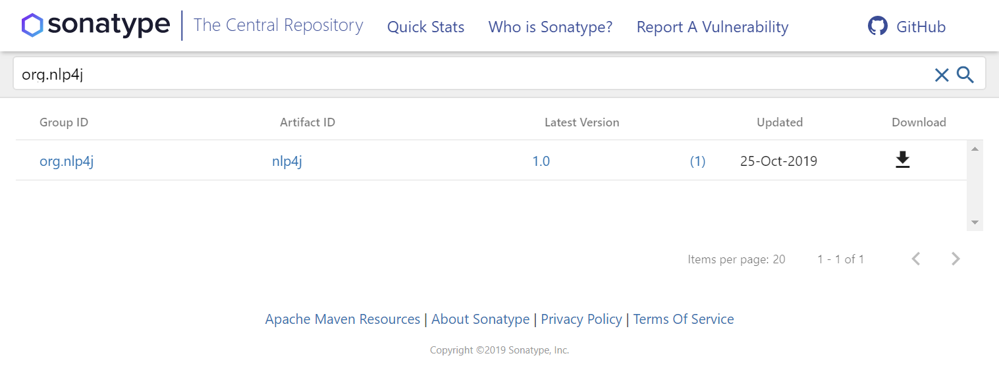 sonatype The Central Repository Quick Stats Who is Sonatype? Report A Vulnerability GitHub
org.nlp4j
Group ID Artifact ID Latest Version Updated Download
org.nlp4j nlp4j 1.0 (1) 25-Oct-2019
Items per page: 20 1 - 1 of 1
Apache Maven Resources | About Sonatype | Privacy Policy | Terms Of Service
Copyright ©2019 Sonatype, Inc.